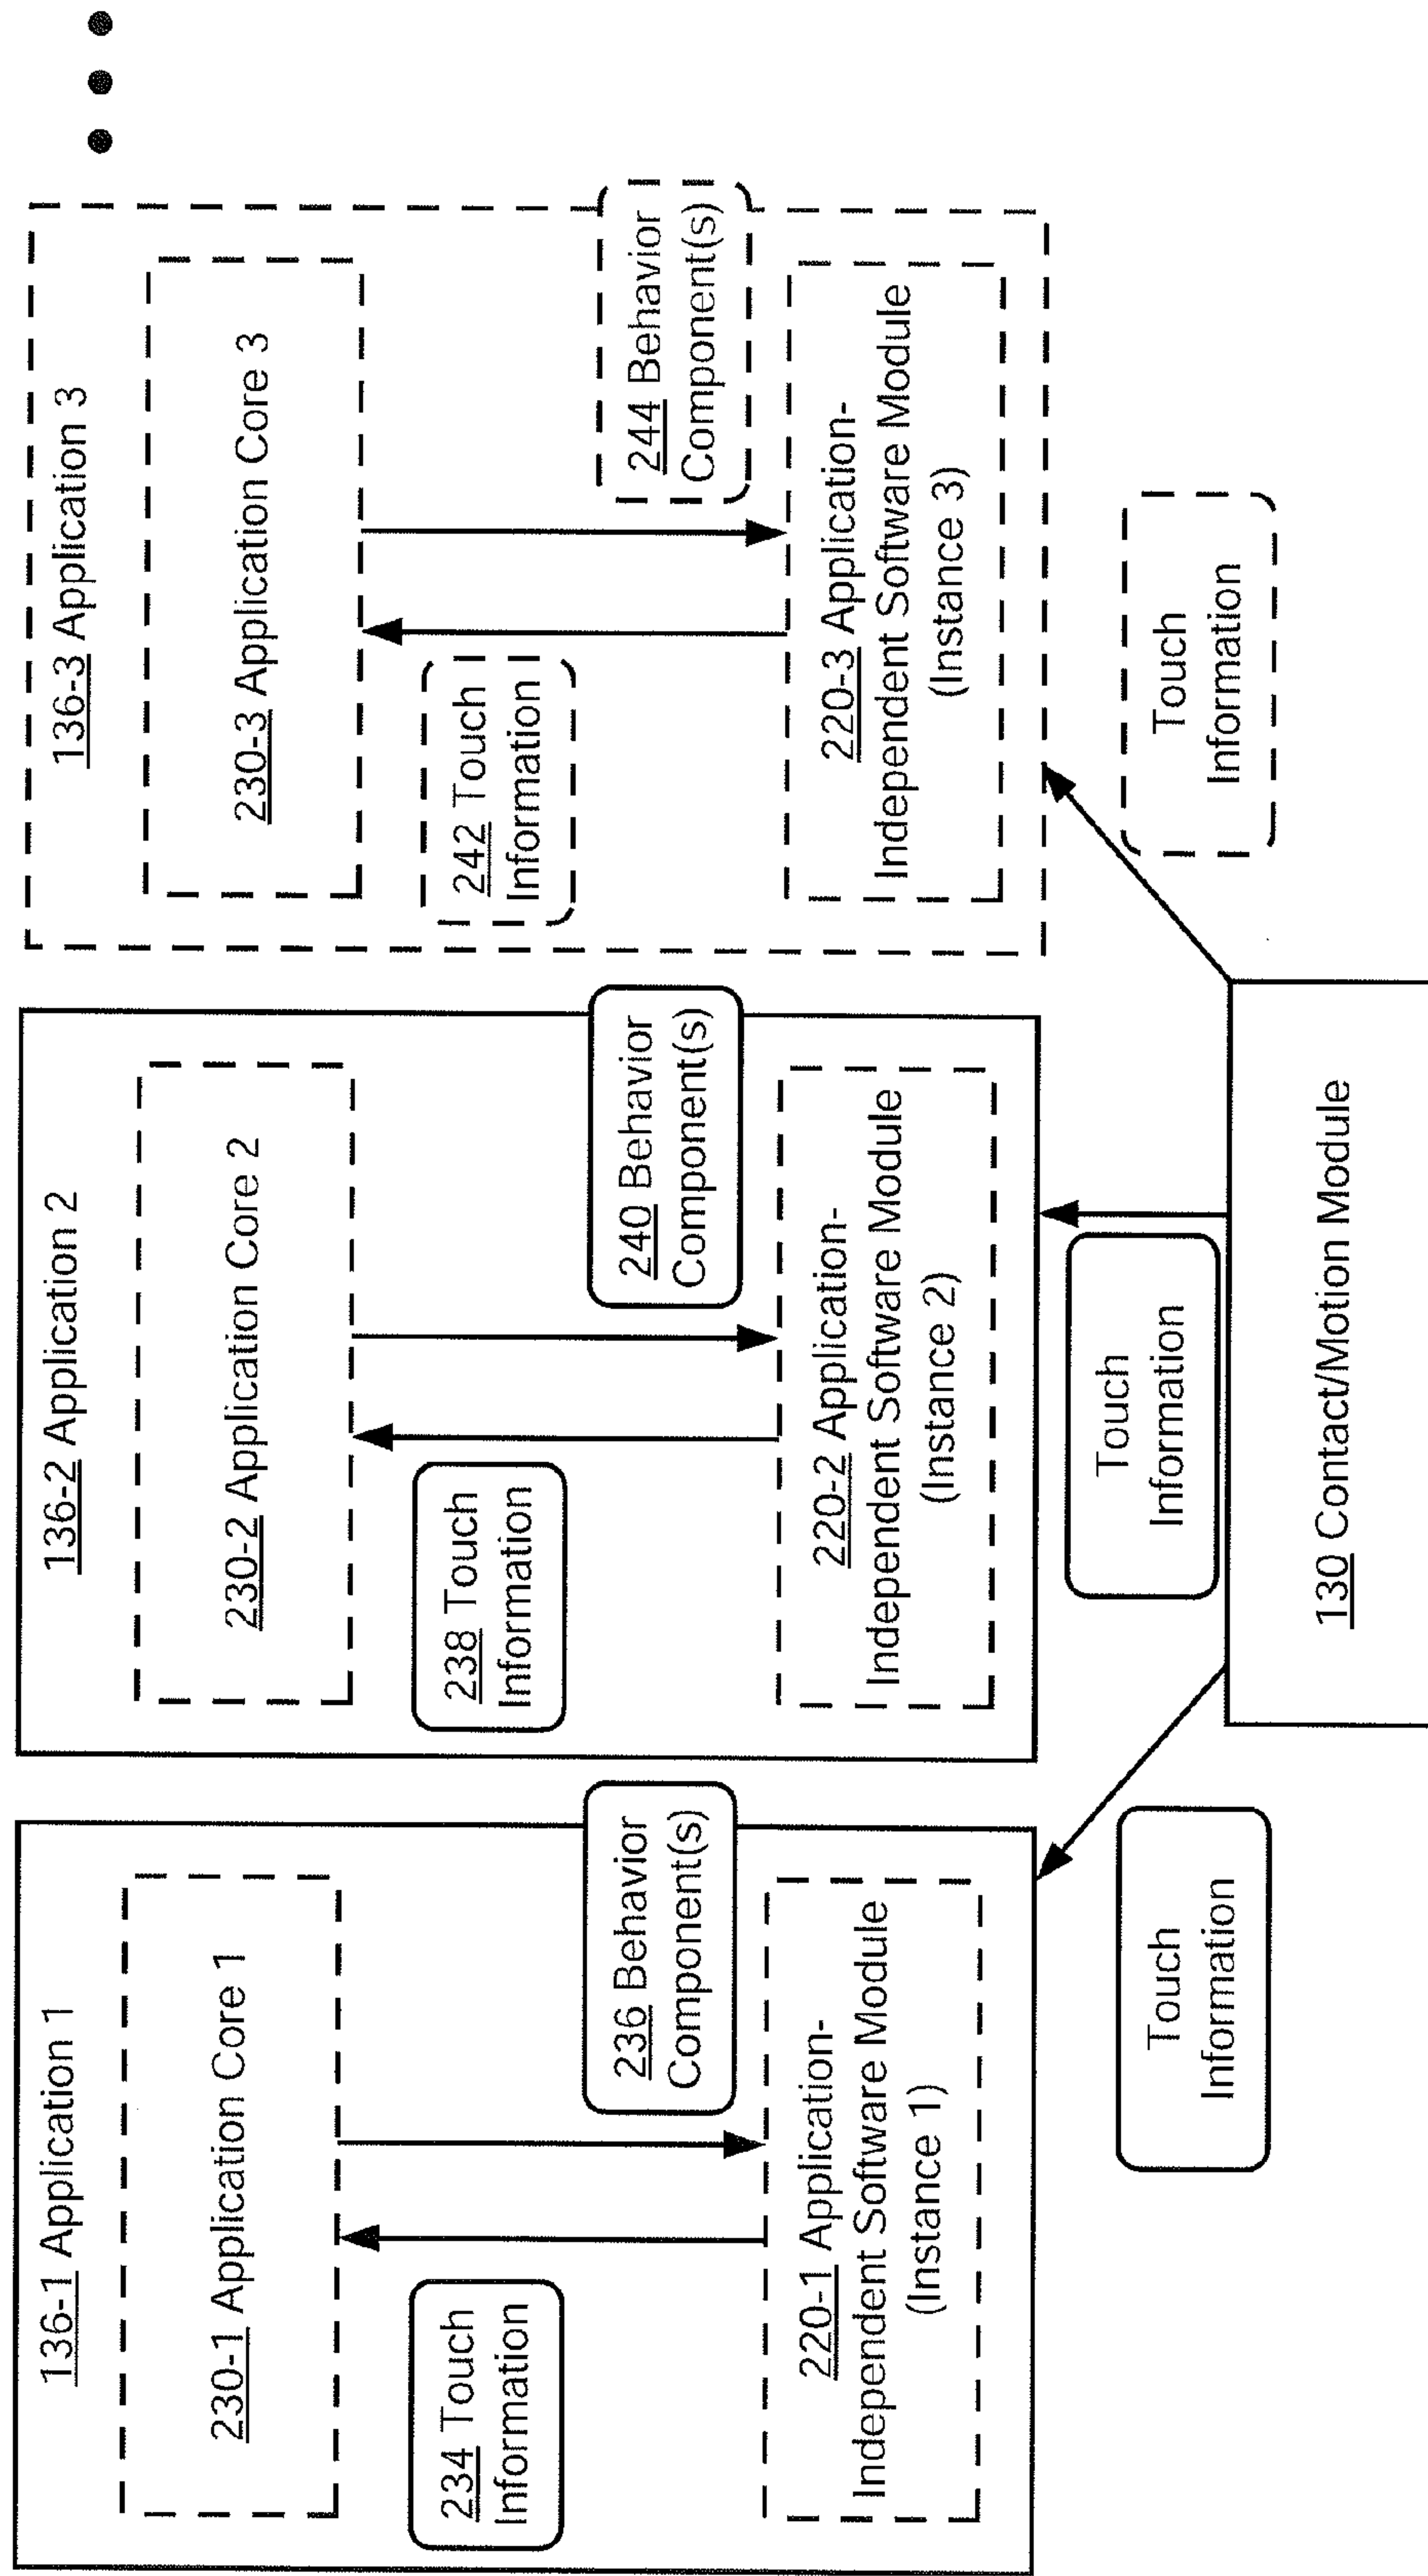 136-1 Application 1
230-1 Application Core 1
234 Touch
Information
236 Behavior
Component(s)
220-1 Application-
Independent Software Module
(Instance 1)
Touch
Information
136-2 Application 2
230-2 Application Core 2
238 Touch
Information
240 Behavior
Component(s)
220-2 Application-
Independent Software Module
(Instance 2)
Touch
Information
136-3 Application 3
230-3 Application Core 3
242 Touch
Information
244 Behavior
Component(s)
220-3 Application-
Independent Software Module
(Instance 3)
Touch
Information
130 Contact/Motion Module